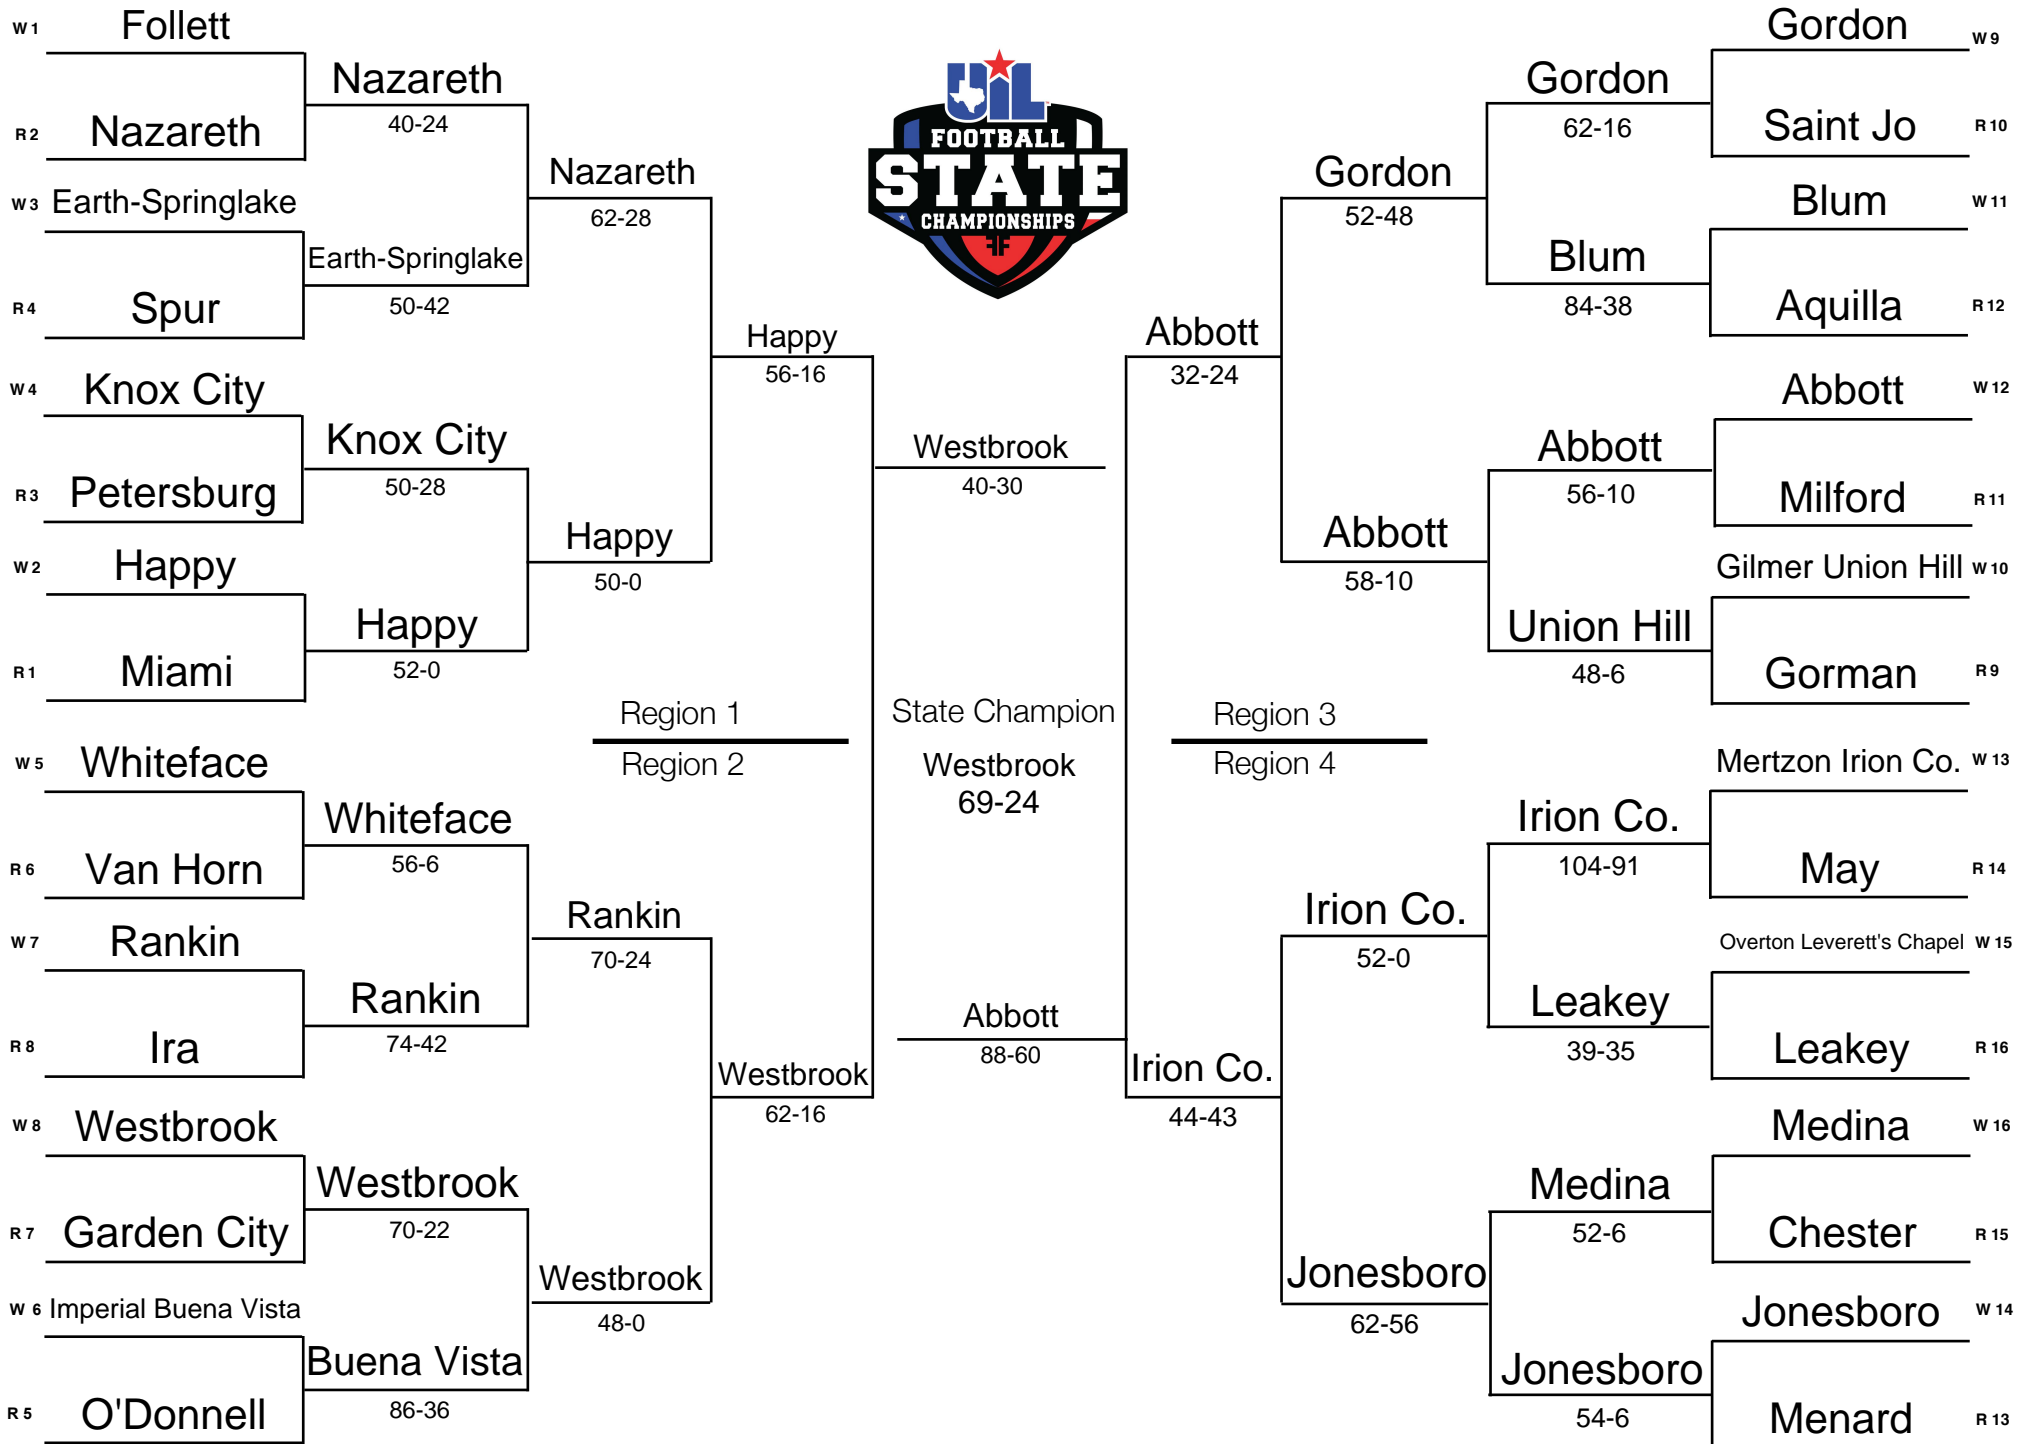 W 1 Follett
R 2 Nazareth
W 3 Earth-Springlake
R 4 Spur
W 4 Knox City
R 3 Petersburg
W 2 Happy
R 1 Miami
W 5 Whiteface
R 6 Van Horn
W 7 Rankin
R 8 Ira
W 8 Westbrook
R 7 Garden City
W 6 Imperial Buena Vista
R 5 O'Donnell
Nazareth
40-24
Earth-Springlake
50-42
Knox City
50-28
Happy
52-0
Whiteface
56-6
Rankin
74-42
Westbrook
70-22
Buena Vista
86-36
Nazareth
62-28
Happy
50-0
Rankin
70-24
Westbrook
48-0
Happy
56-16
Westbrook
62-16
Region 1
Region 2
UIL
FOOTBALL
STATE
CHAMPIONSHIPS
Westbrook
40-30
State Champion
Westbrook
69-24
Abbott
88-60
Region 3
Region 4
Abbott
32-24
Irion Co.
44-43
Gordon
52-48
Abbott
58-10
Irion Co.
52-0
Jonesboro
62-56
Gordon
62-16
Blum
84-38
Abbott
56-10
Union Hill
48-6
Irion Co.
104-91
Leakey
39-35
Medina
52-6
Jonesboro
54-6
Gordon W 9
Saint Jo R 10
Blum W 11
Aquilla R 12
Abbott W 12
Milford R 11
Gilmer Union Hill W 10
Gorman R 9
Mertzon Irion Co. W 13
May R 14
Overton Leverett's Chapel W 15
Leakey R 16
Medina W 16
Chester R 15
Jonesboro W 14
Menard R 13